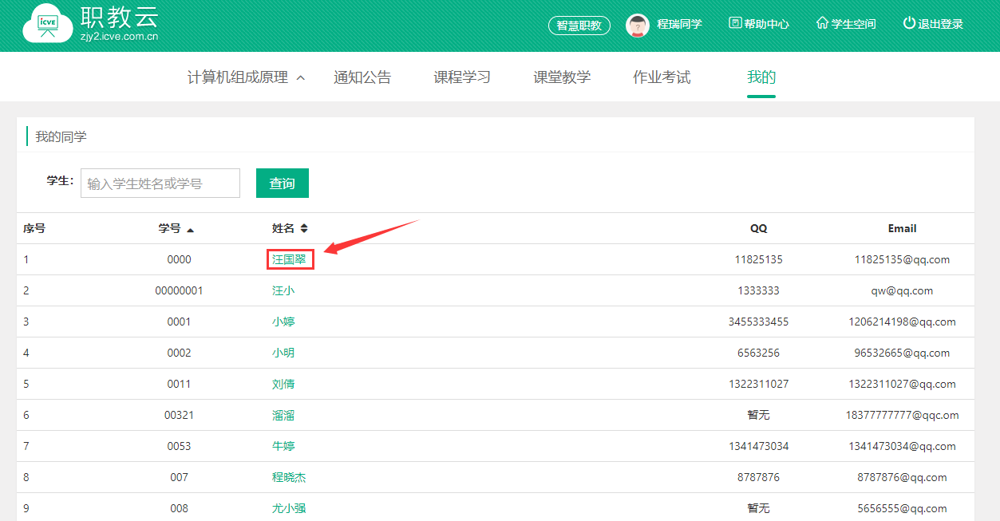 icve 职教云
zjy2.icve.com.cn
智慧职教 程瑞同学 帮助中心 学生空间 退出登录
计算机组成原理 通知公告 课程学习 课堂教学 作业考试 我的
我的同学
学生: 输入学生姓名或学号 查询
序号 学号 姓名 QQ Email
1 0000 汪国翠 11825135 11825135@qq.com
2 00000001 汪小 1333333 qw@qq.com
3 0001 小婷 3455333455 1206214198@qq.com
4 0002 小明 6563256 96532665@qq.com
5 0011 刘倩 1322311027 1322311027@qq.com
6 00321 溜溜 暂无 18377777777@qqc.om
7 0053 牛婷 1341473034 1341473034@qq.com
8 007 程晓杰 8787876 8787876@qq.com
9 008 尤小强 暂无 5656555@qq.com